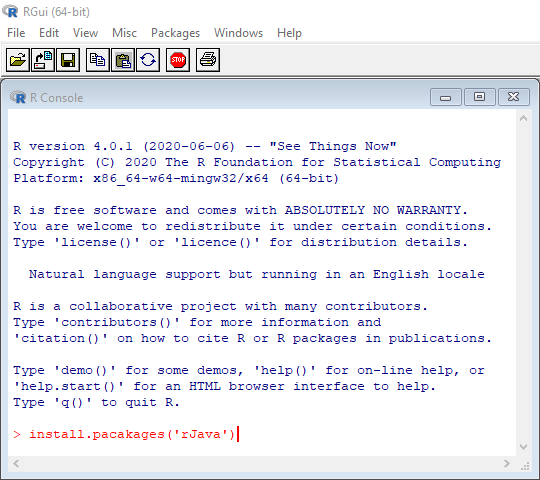 RGui (64-bit)
File Edit View Misc Packages Windows Help
STOP
R Console
R version 4.0.1 (2020-06-06) -- "See Things Now"
Copyright (C) 2020 The R Foundation for Statistical Computing
Platform: x86_64-w64-mingw32/x64 (64-bit)
R is free software and comes with ABSOLUTELY NO WARRANTY.
You are welcome to redistribute it under certain conditions.
Type 'license()' or 'licence()' for distribution details.
Natural language support but running in an English locale
R is a collaborative project with many contributors.
Type 'contributors()' for more information and
'citation()' on how to cite R or R packages in publications.
Type 'demo()' for some demos, 'help()' for on-line help, or
'help.start()' for an HTML browser interface to help.
Type 'q()' to quit R.
> install.pacakages('rJava')